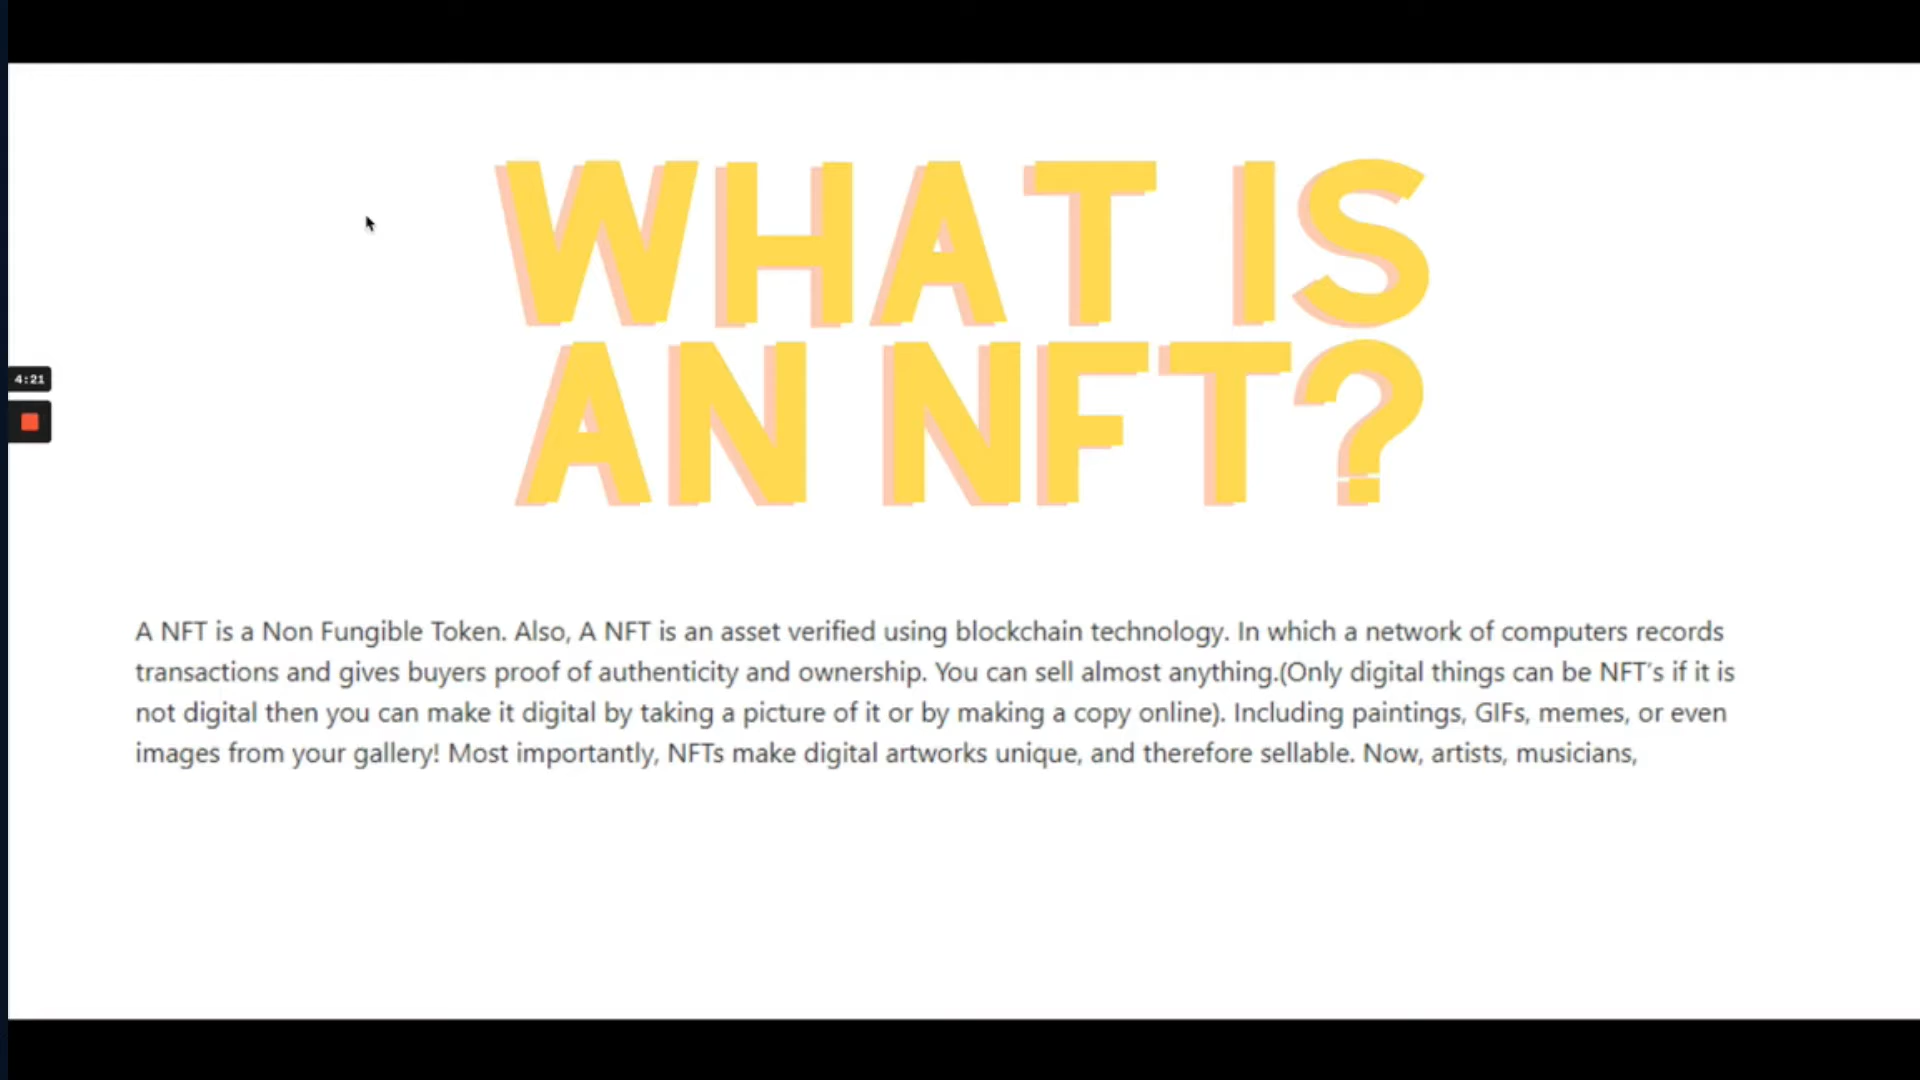 WHAT IS
AN NFT?
4:21
A NFT is a Non Fungible Token. Also, A NFT is an asset verified using blockchain technology. In which a network of computers records
transactions and gives buyers proof of authenticity and ownership. You can sell almost anything.(Only digital things can be NFT's if it is
not digital then you can make it digital by taking a picture of it or by making a copy online). Including paintings, GIFs, memes, or even
images from your gallery! Most importantly, NFTs make digital artworks unique, and therefore sellable. Now, artists, musicians,